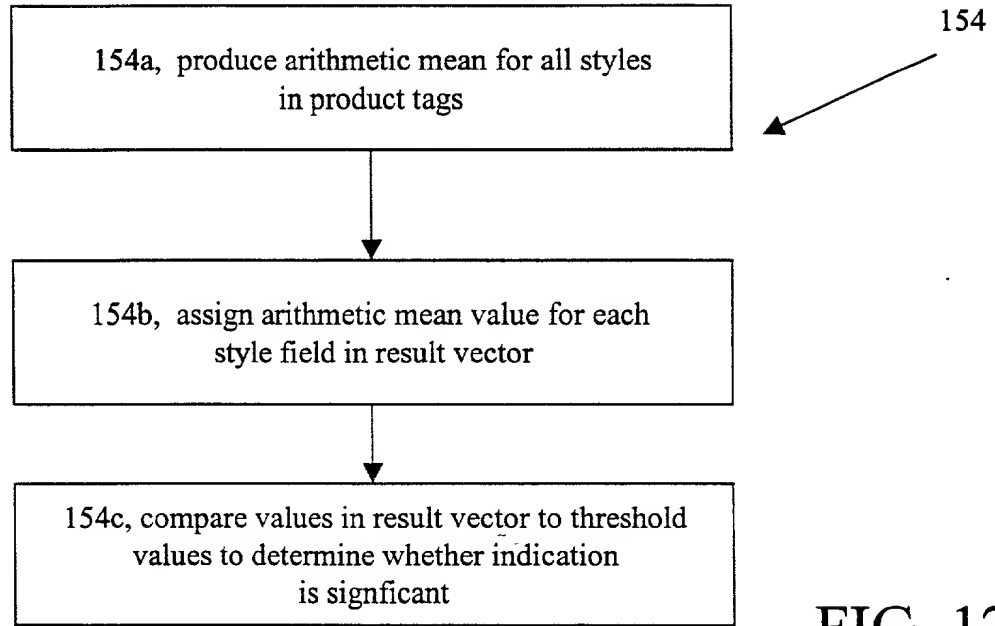 154
154a, produce arithmetic mean for all styles
in product tags
154b, assign arithmetic mean value for each
style field in result vector
154c, compare values in result vector to threshold
values to determine whether indication
is signficant
FIG.